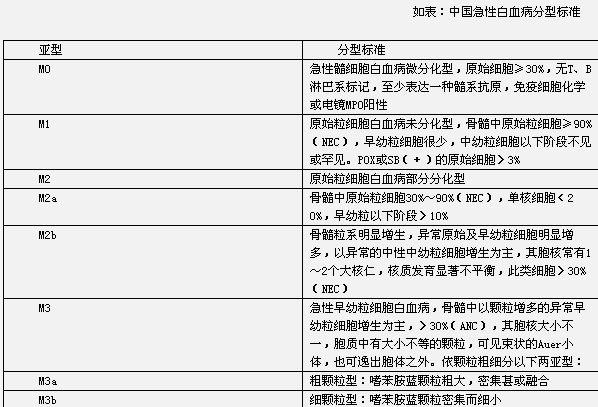 如表：中国急性白血病分型标准
亚型 分型标准
M0 急性髓细胞白血病微分化型，原始细胞≥30%，无T、B
淋巴系标记，至少表达一种髓系抗原，免疫细胞化学
或电镜MPO阳性
M1 原始粒细胞白血病未分化型，骨髓中原始粒细胞≥90%
（NEC），早幼粒细胞很少，中幼粒细胞以下阶段不见
或罕见。POX或SB（+）的原始细胞>3%
M2 原始粒细胞白血病部分分化型
M2a 骨髓中原粒细胞30%～90%（NEC），单核细胞<2
0%，早幼粒以下阶段>10%
M2b 骨髓粒系明显增生，异常原始及早幼粒细胞明显增
多，以异常的中性中幼粒细胞增生为主，其胞核常有1
～2个大核仁，核质发育显著不平衡，此类细胞>30%
（NEC）
M3 急性早幼粒细胞白血病，骨髓中以颗粒增多的异常早
幼粒细胞增生为主，>30%（ANC），其胞核大小不
一，胞质中有大小不等的颗粒，可见束状的Auer小
体，也可逸出胞体之外。依颗粒粗细分以下两亚型：
M3a 粗颗粒型：嗜苯胺蓝颗粒粗大，密集甚或融合
M3b 细颗粒型：嗜苯胺蓝颗粒密集而细小